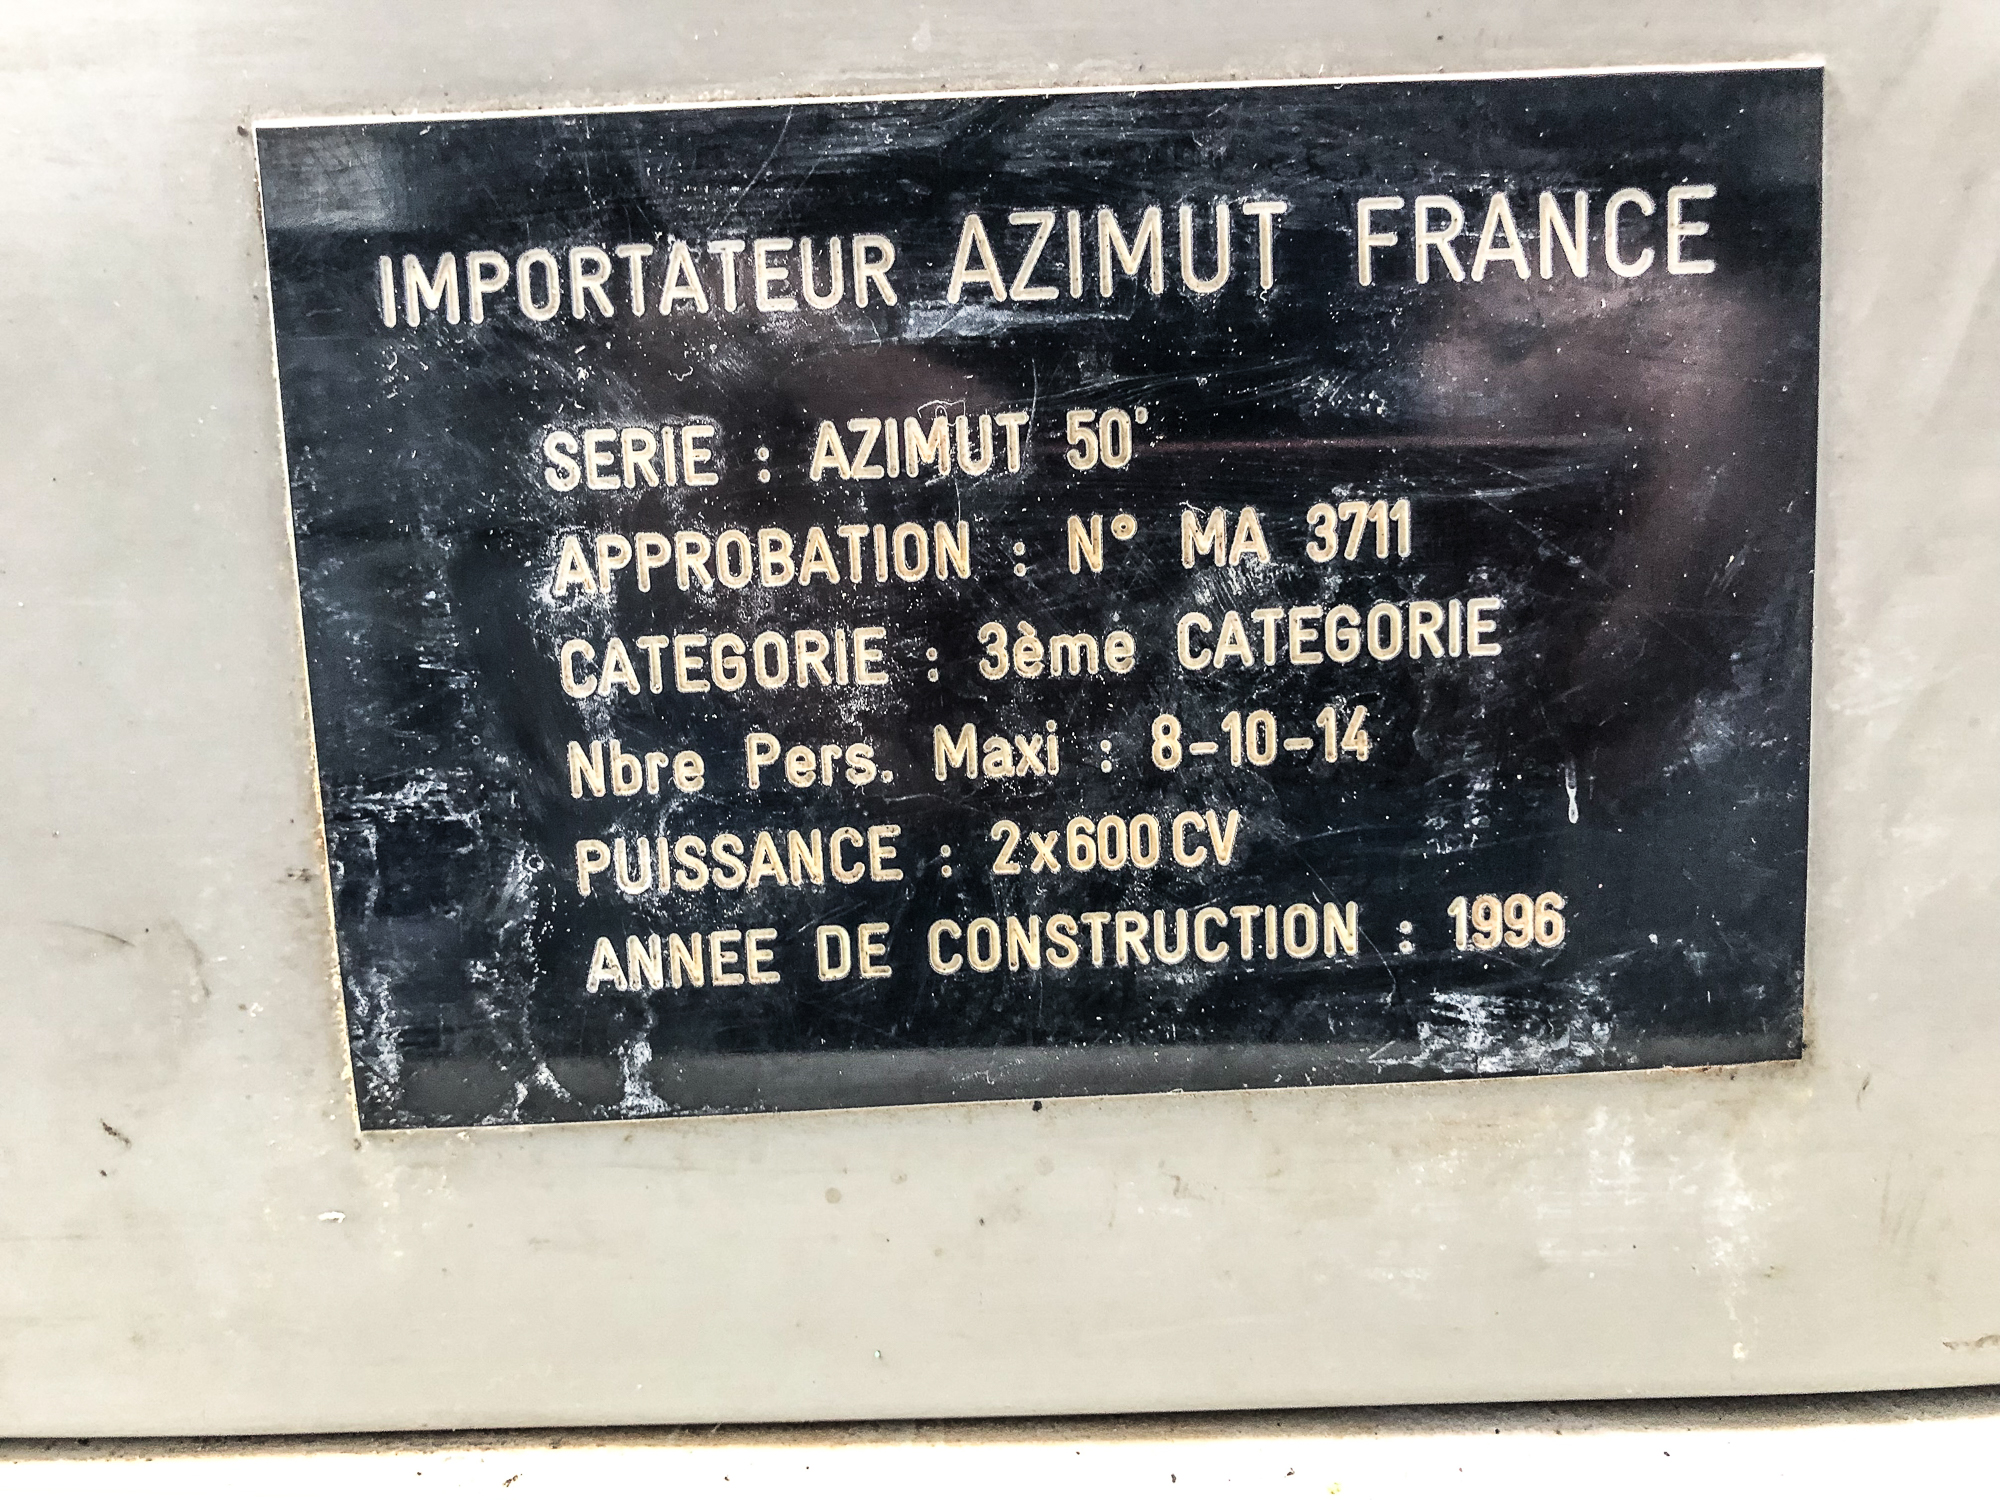 IMPORTATEUR AZIMUT FRANCE
SERIE : AZIMUT 50'
APPROBATION : N° MA 3711
CATEGORIE : 3ème CATEGORIE
Nbre Pers. Maxi : 8-10-14
PUISSANCE : 2x600 CV
ANNEE DE CONSTRUCTION : 1996